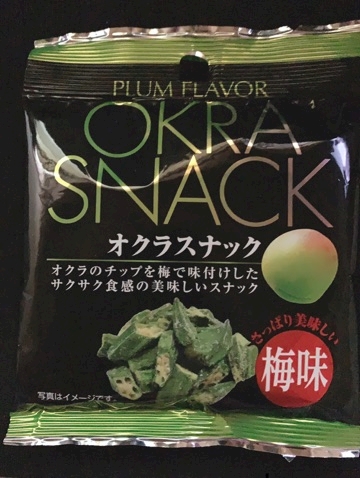 PLUM FLAVOR
OKRA
SNACK
オクラスナック
オクラのチップを梅で味付けした
サクサク食感の美味しいスナック
さっぱり美味しい
梅味
写真はイメージです。